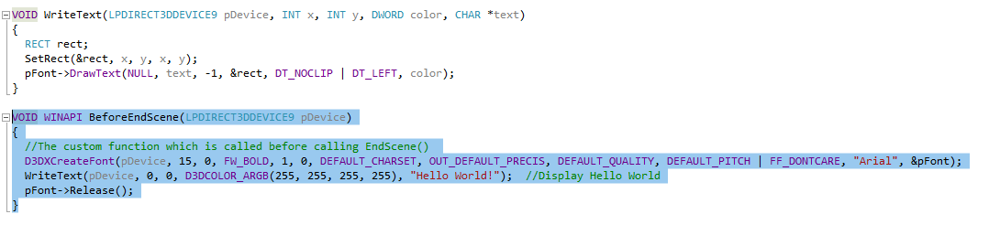 VOID WriteText(LPDIRECT3DDEVICE9 pDevice, INT x, INT y, DWORD color, CHAR *text)
{
RECT rect;
SetRect(&rect, x, y, x, y);
pFont->DrawText(NULL, text, -1, &rect, DT_NOCLIP | DT_LEFT, color);
}
VOID WINAPI BeforeEndScene(LPDIRECT3DDEVICE9 pDevice)
{
//The custom function which is called before calling EndScene()
D3DXCreateFont(pDevice, 15, 0, FW_BOLD, 1, 0, DEFAULT_CHARSET, OUT_DEFAULT_PRECIS, DEFAULT_QUALITY, DEFAULT_PITCH | FF_DONTCARE, "Arial", &pFont);
WriteText(pDevice, 0, 0, D3DCOLOR_ARGB(255, 255, 255, 255), "Hello World!");  //Display Hello World
pFont->Release();
}